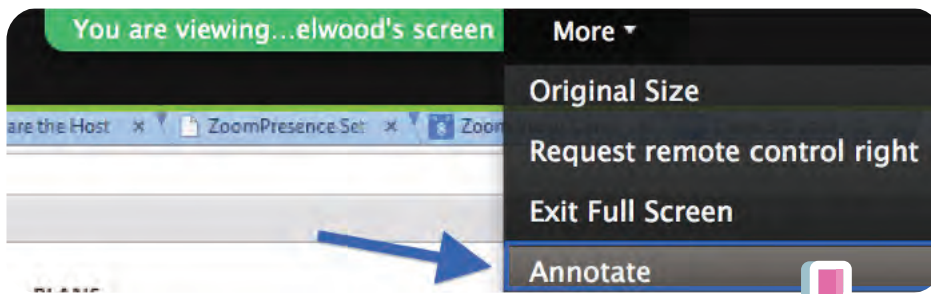 You are viewing...elwood's screen More
Original Size
are the Host ZoomPresence Set 8 Zoom
Request remote control right
Exit Full Screen
Annotate